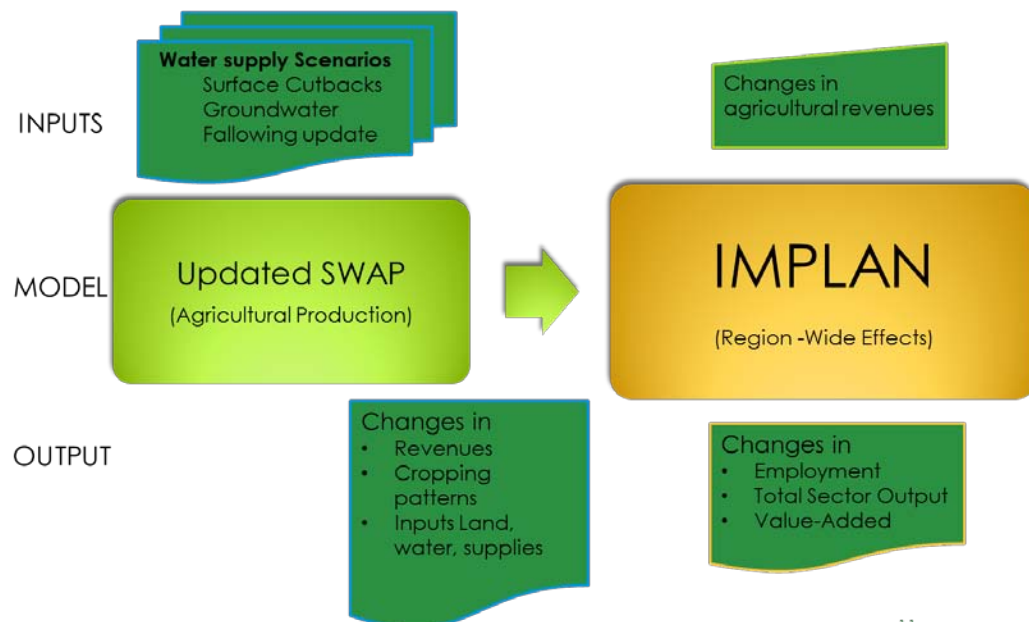 INPUTS
Water supply Scenarios
Surface Cutbacks
Groundwater
Fallowing update
Changes in
agricultural revenues
MODEL
Updated SWAP
(Agricultural Production)
IMPLAN
(Region -Wide Effects)
OUTPUT
Changes in
• Revenues
• Cropping
patterns
• Inputs Land,
water, supplies
Changes in
• Employment
• Total Sector Output
• Value-Added